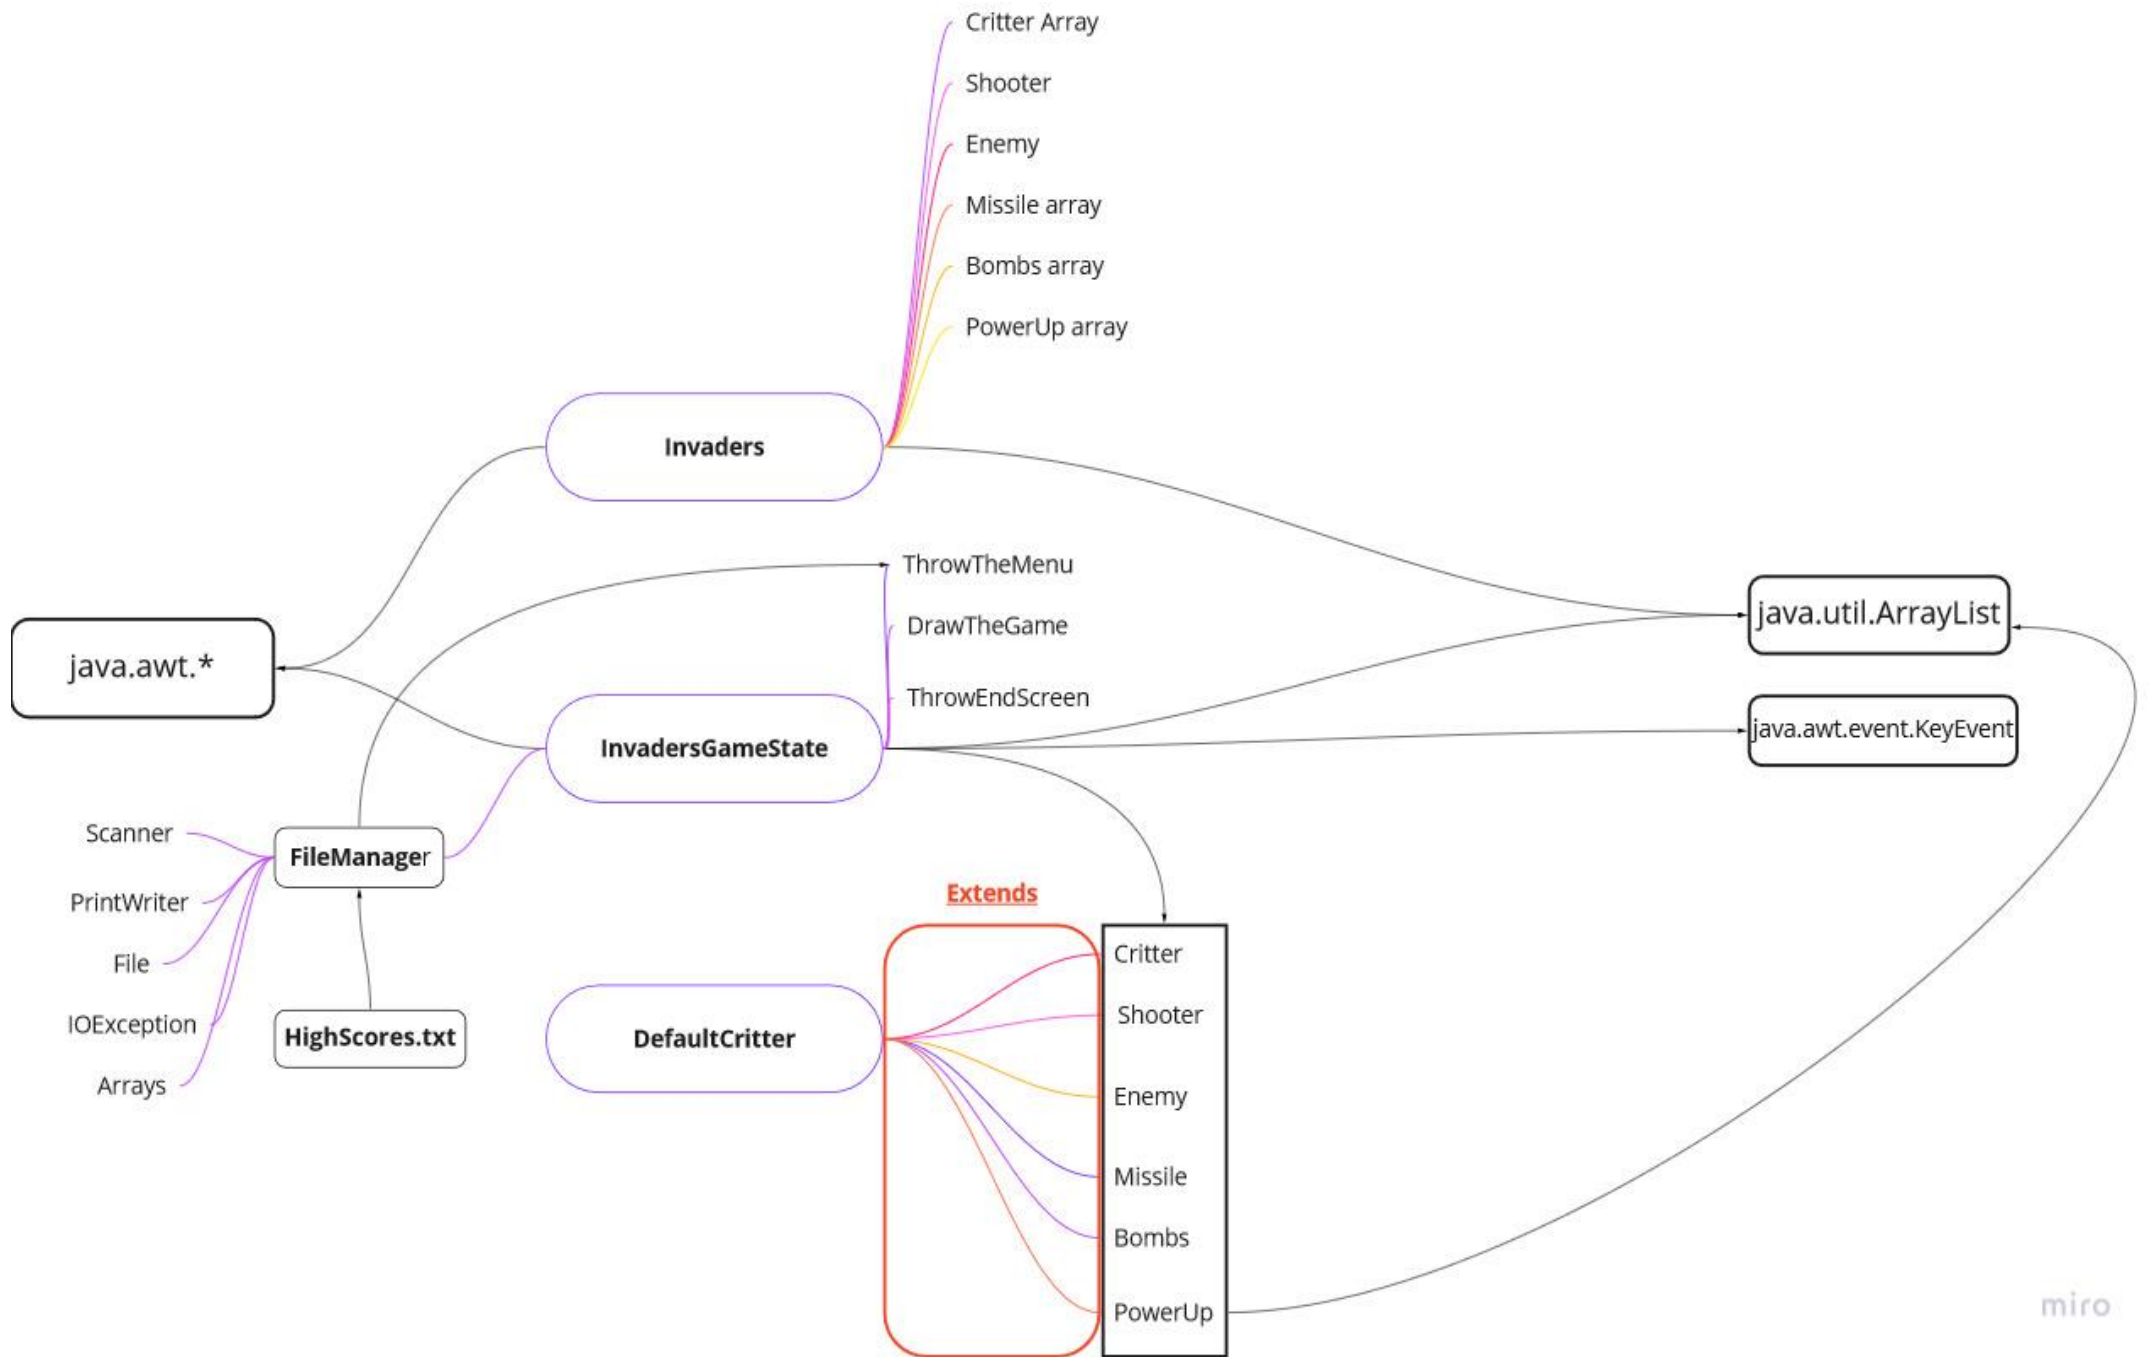 Critter Array
Shooter
Enemy
Missile array
Bombs array
PowerUp array
Invaders
ThrowTheMenu
DrawTheGame
ThrowEndScreen
java.awt.*
java.util.ArrayList
java.awt.event.KeyEvent
InvadersGameState
Scanner
PrintWriter
File
IOException
Arrays
FileManager
HighScores.txt
Extends
DefaultCritter
Critter
Shooter
Enemy
Missile
Bombs
PowerUp
miro